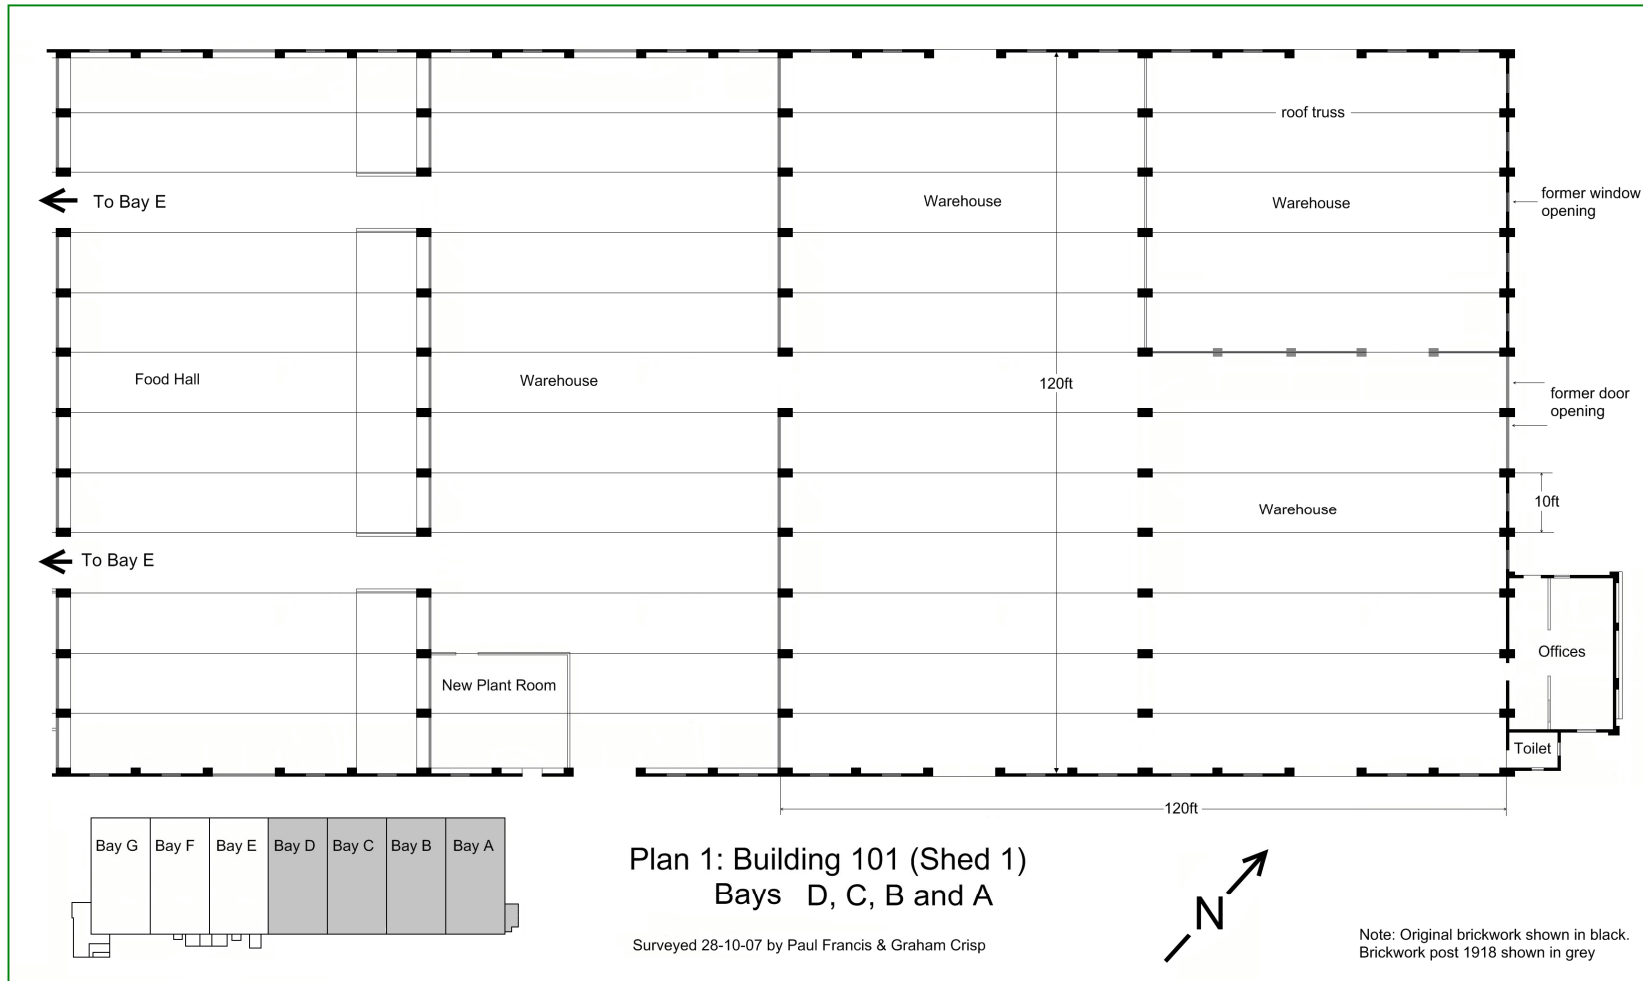 roof truss
To Bay E
Warehouse
Warehouse
former window
opening
Food Hall
Warehouse
120ft
former door
opening
10ft
Warehouse
To Bay E
Offices
New Plant Room
Toilet
120ft
Bay G
Bay F
Bay E
Bay D
Bay C
Bay B
Bay A
Plan 1: Building 101 (Shed 1)
Bays D, C, B and A
N
Surveyed 28-10-07 by Paul Francis & Graham Crisp
Note: Original brickwork shown in black.
Brickwork post 1918 shown in grey